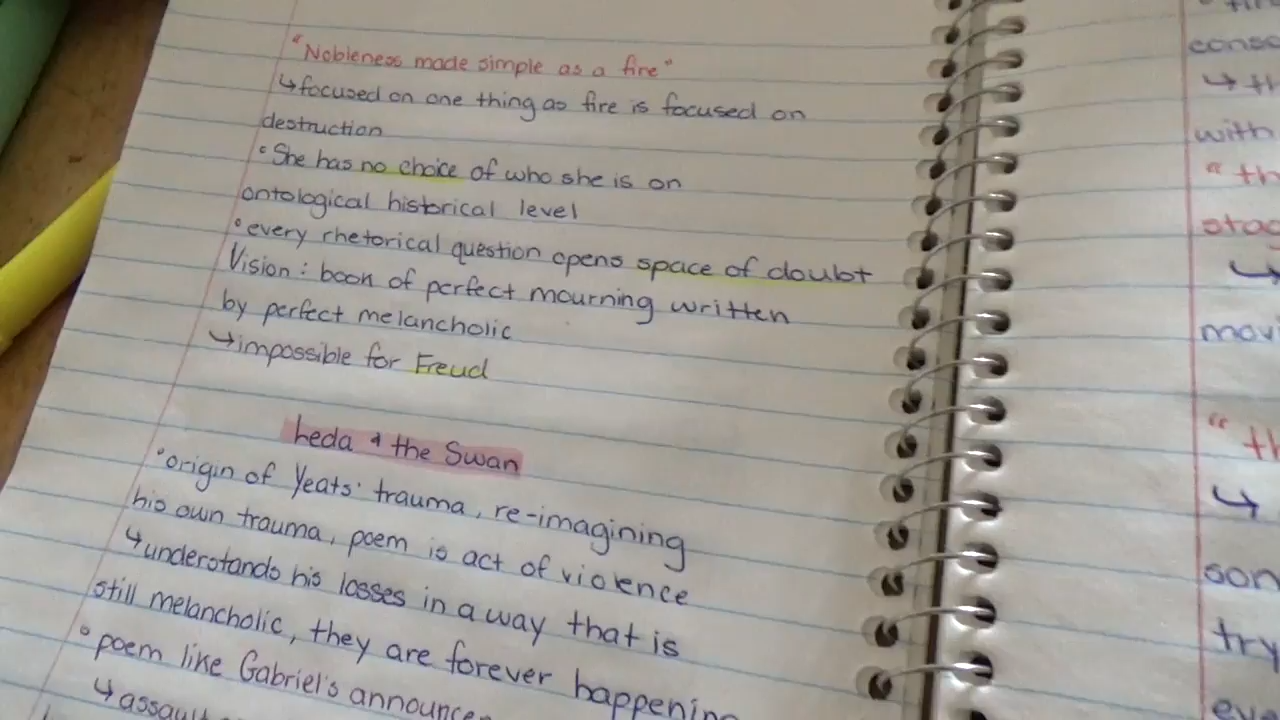 "Nobleness made simple as a fire"
↳focused on one thing as fire is focused on
destruction
•She has no choice of who she is on
ontological historical level
•every rhetorical question opens space of doubt
Vision: book of perfect mourning written
by perfect melancholic
↳impossible for Freud
Leda & the Swan
•origin of Yeats' trauma, re-imagining
his own trauma, poem is act of violence
↳understands his losses in a way that is
still melancholic, they are forever happening
•poem like Gabriel's
↳assault
with
"th
↳
"th
↳
son
try